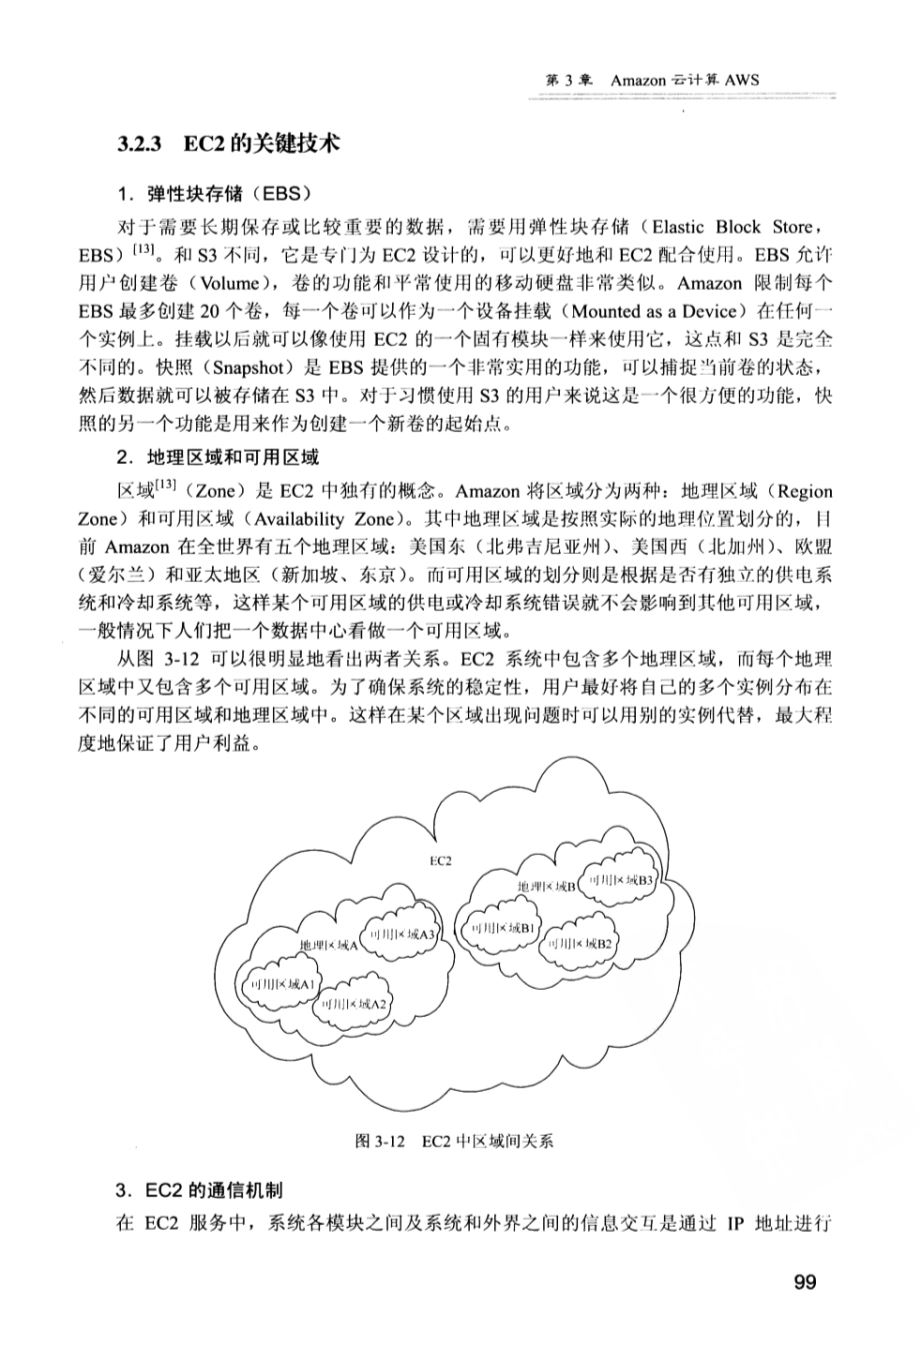 第 3 章 Amazon 云计算 AWS
3.2.3 EC2 的关键技术
1．弹性块存储（EBS）
对于需要长期保存或比较重要的数据，需要用弹性块存储（Elastic Block Store，
EBS）[13]。和 S3 不同，它是专门为 EC2 设计的，可以更好地和 EC2 配合使用。EBS 允许
用户创建卷（Volume），卷的功能和平常使用的移动硬盘非常类似。Amazon 限制每个
EBS 最多创建 20 个卷，每一个卷可以作为一个设备挂载（Mounted as a Device）在任何一
个实例上。挂载以后就可以像使用 EC2 的一个固有模块一样来使用它，这点和 S3 是完全
不同的。快照（Snapshot）是 EBS 提供的一个非常实用的功能，可以捕捉当前卷的状态，
然后数据就可以被存储在 S3 中。对于习惯使用 S3 的用户来说这是一个很方便的功能，快
照的另一个功能是用来作为创建一个新卷的起始点。
2．地理区域和可用区域
区域[13]（Zone）是 EC2 中独有的概念。Amazon 将区域分为两种：地理区域（Region
Zone）和可用区域（Availability Zone）。其中地理区域是按照实际的地理位置划分的，目
前 Amazon 在全世界有五个地理区域：美国东（北弗吉尼亚州）、美国西（北加州）、欧盟
（爱尔兰）和亚太地区（新加坡、东京）。而可用区域的划分则是根据是否有独立的供电系
统和冷却系统等，这样某个可用区域的供电或冷却系统错误就不会影响到其他可用区域，
一般情况下人们把一个数据中心看做一个可用区域。
从图 3-12 可以很明显地看出两者关系。EC2 系统中包含多个地理区域，而每个地理
区域中又包含多个可用区域。为了确保系统的稳定性，用户最好将自己的多个实例分布在
不同的可用区域和地理区域中。这样在某个区域出现问题时可以用别的实例代替，最大程
度地保证了用户利益。
EC2
地理区域B
可用区域B3
可用区域B1
可用区域B2
地理区域A
可用区域A3
可用区域A1
可用区域A2
图 3-12 EC2 中区域间关系
3．EC2 的通信机制
在 EC2 服务中，系统各模块之间及系统和外界之间的信息交互是通过 IP 地址进行
99